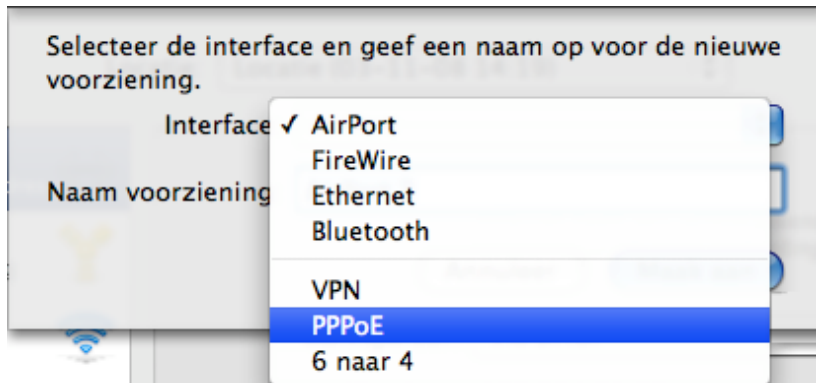 Selecteer de interface en geef een naam op voor de nieuwe
voorziening.
Interface ✓ AirPort
FireWire
Naam voorziening Ethernet
Bluetooth
VPN
PPPoE
6 naar 4